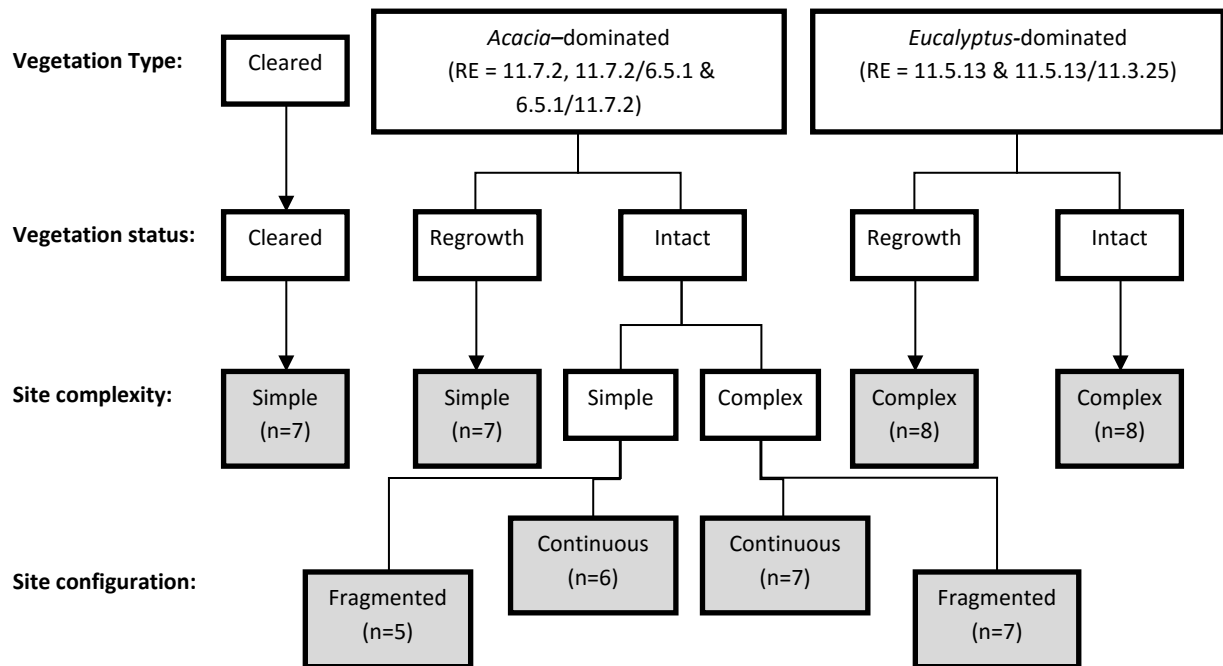 Vegetation Type:
Cleared
Acacia–dominated
(RE = 11.7.2, 11.7.2/6.5.1 &
6.5.1/11.7.2)
Eucalyptus-dominated
(RE = 11.5.13 & 11.5.13/11.3.25)
Vegetation status:
Cleared
Regrowth
Intact
Regrowth
Intact
Site complexity:
Simple
(n=7)
Simple
(n=7)
Simple
Complex
Complex
(n=8)
Complex
(n=8)
Site configuration:
Fragmented
(n=5)
Continuous
(n=6)
Continuous
(n=7)
Fragmented
(n=7)